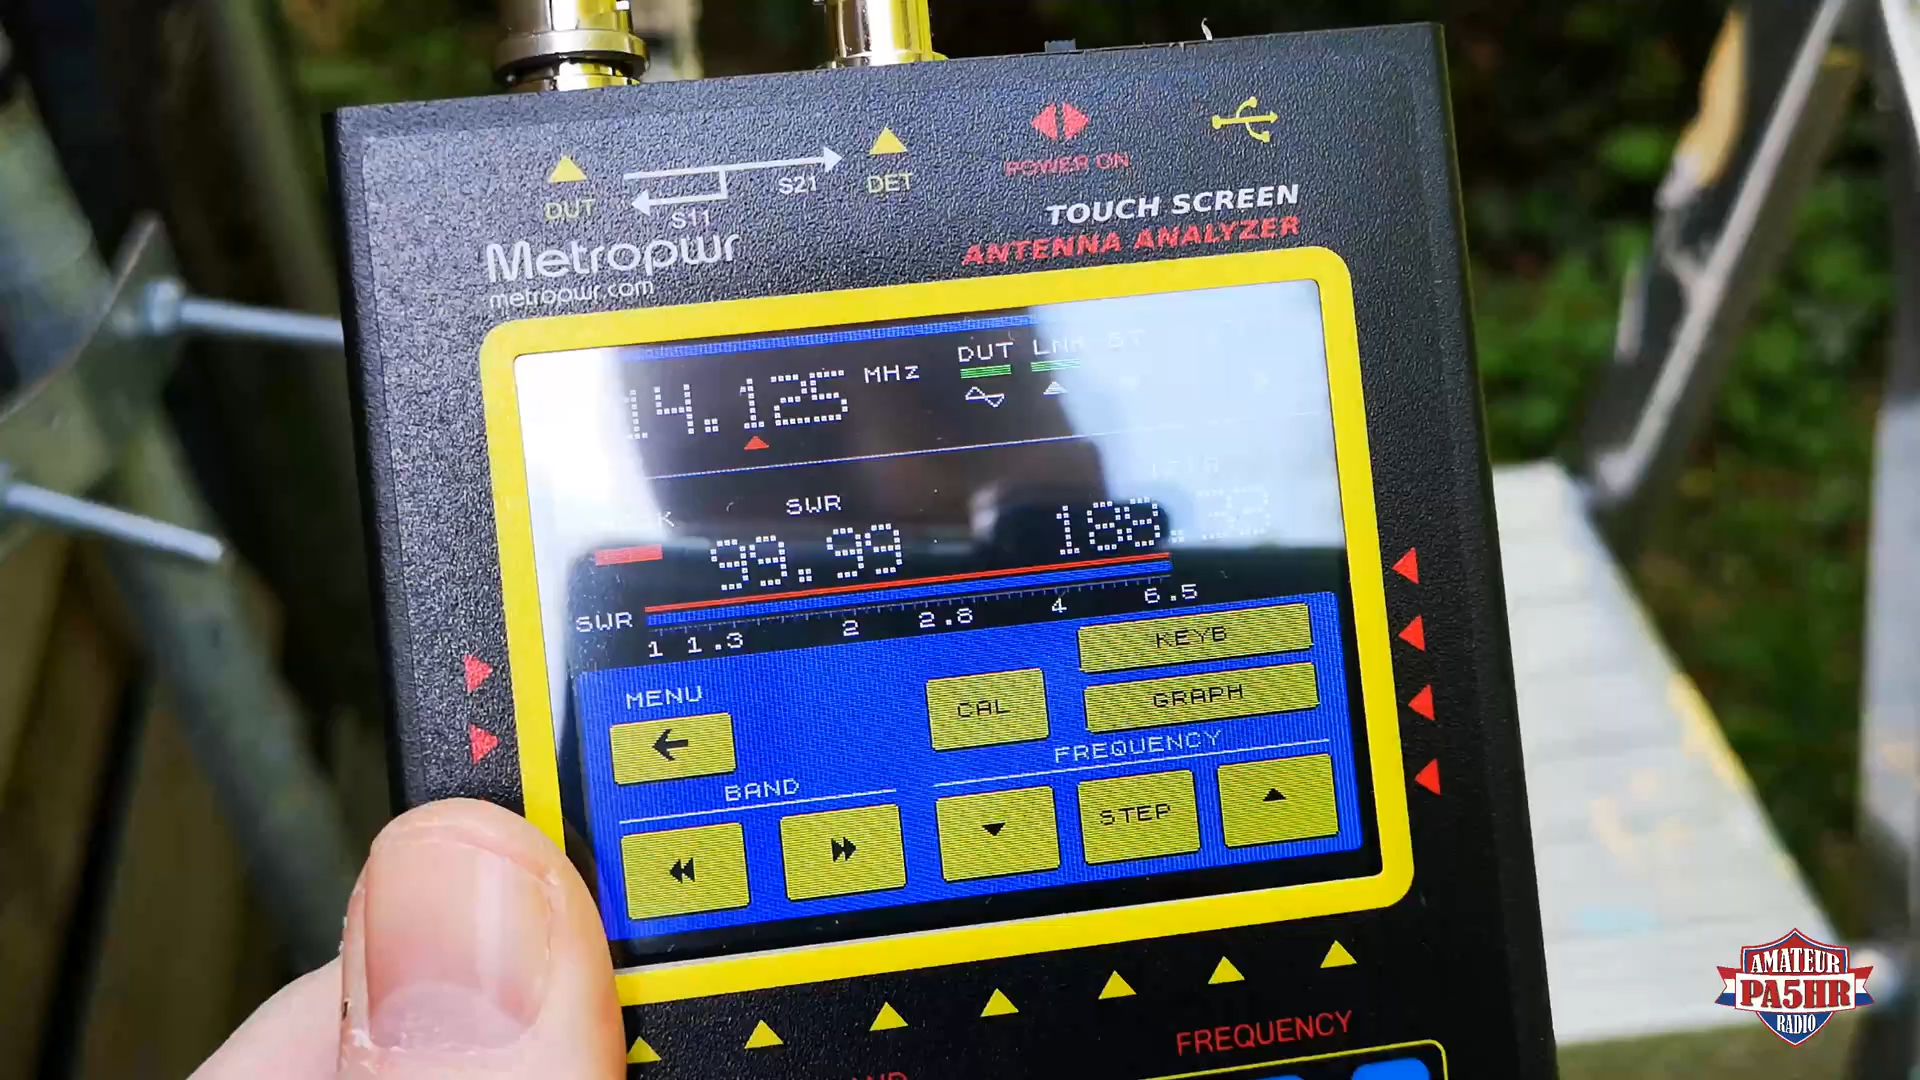 DUT
S11
S21
DET
POWER ON
Metropwr
metropwr.com
TOUCH SCREEN
ANTENNA ANALYZER
14.125 MHz
DUT
SWR
99.99
SWR
1 1.3 2 2.8 4 6.5
MENU
CAL
KEYB
GRAPH
BAND
FREQUENCY
STEP
FREQUENCY
AMATEUR
PA5HR
RADIO